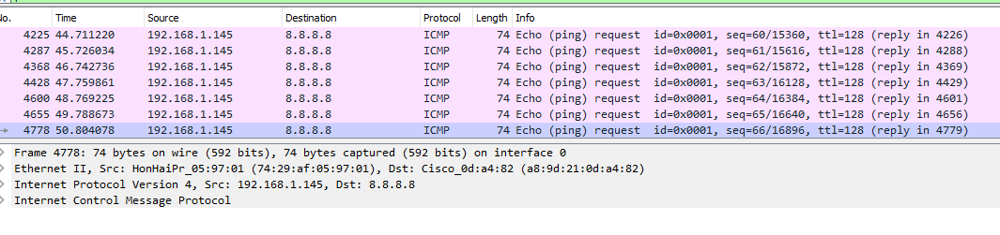 No. Time Source Destination Protocol Length Info
4225 44.711220 192.168.1.145 8.8.8.8 ICMP 74 Echo (ping) request id=0x0001, seq=60/15360, ttl=128 (reply in 4226)
4287 45.726034 192.168.1.145 8.8.8.8 ICMP 74 Echo (ping) request id=0x0001, seq=61/15616, ttl=128 (reply in 4288)
4368 46.742736 192.168.1.145 8.8.8.8 ICMP 74 Echo (ping) request id=0x0001, seq=62/15872, ttl=128 (reply in 4369)
4428 47.759861 192.168.1.145 8.8.8.8 ICMP 74 Echo (ping) request id=0x0001, seq=63/16128, ttl=128 (reply in 4429)
4600 48.769225 192.168.1.145 8.8.8.8 ICMP 74 Echo (ping) request id=0x0001, seq=64/16384, ttl=128 (reply in 4601)
4655 49.788673 192.168.1.145 8.8.8.8 ICMP 74 Echo (ping) request id=0x0001, seq=65/16640, ttl=128 (reply in 4656)
4778 50.804078 192.168.1.145 8.8.8.8 ICMP 74 Echo (ping) request id=0x0001, seq=66/16896, ttl=128 (reply in 4779)
Frame 4778: 74 bytes on wire (592 bits), 74 bytes captured (592 bits) on interface 0
Ethernet II, Src: HonHaiPr_05:97:01 (74:29:af:05:97:01), Dst: Cisco_0d:a4:82 (a8:9d:21:0d:a4:82)
Internet Protocol Version 4, Src: 192.168.1.145, Dst: 8.8.8.8
Internet Control Message Protocol